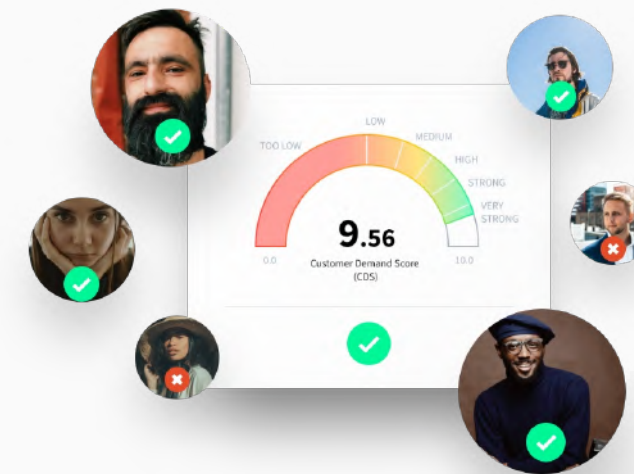 TOO LOW
LOW
MEDIUM
HIGH
STRONG
VERY
STRONG
9.56
0.0
Customer Demand Score
(CDS)
10.0